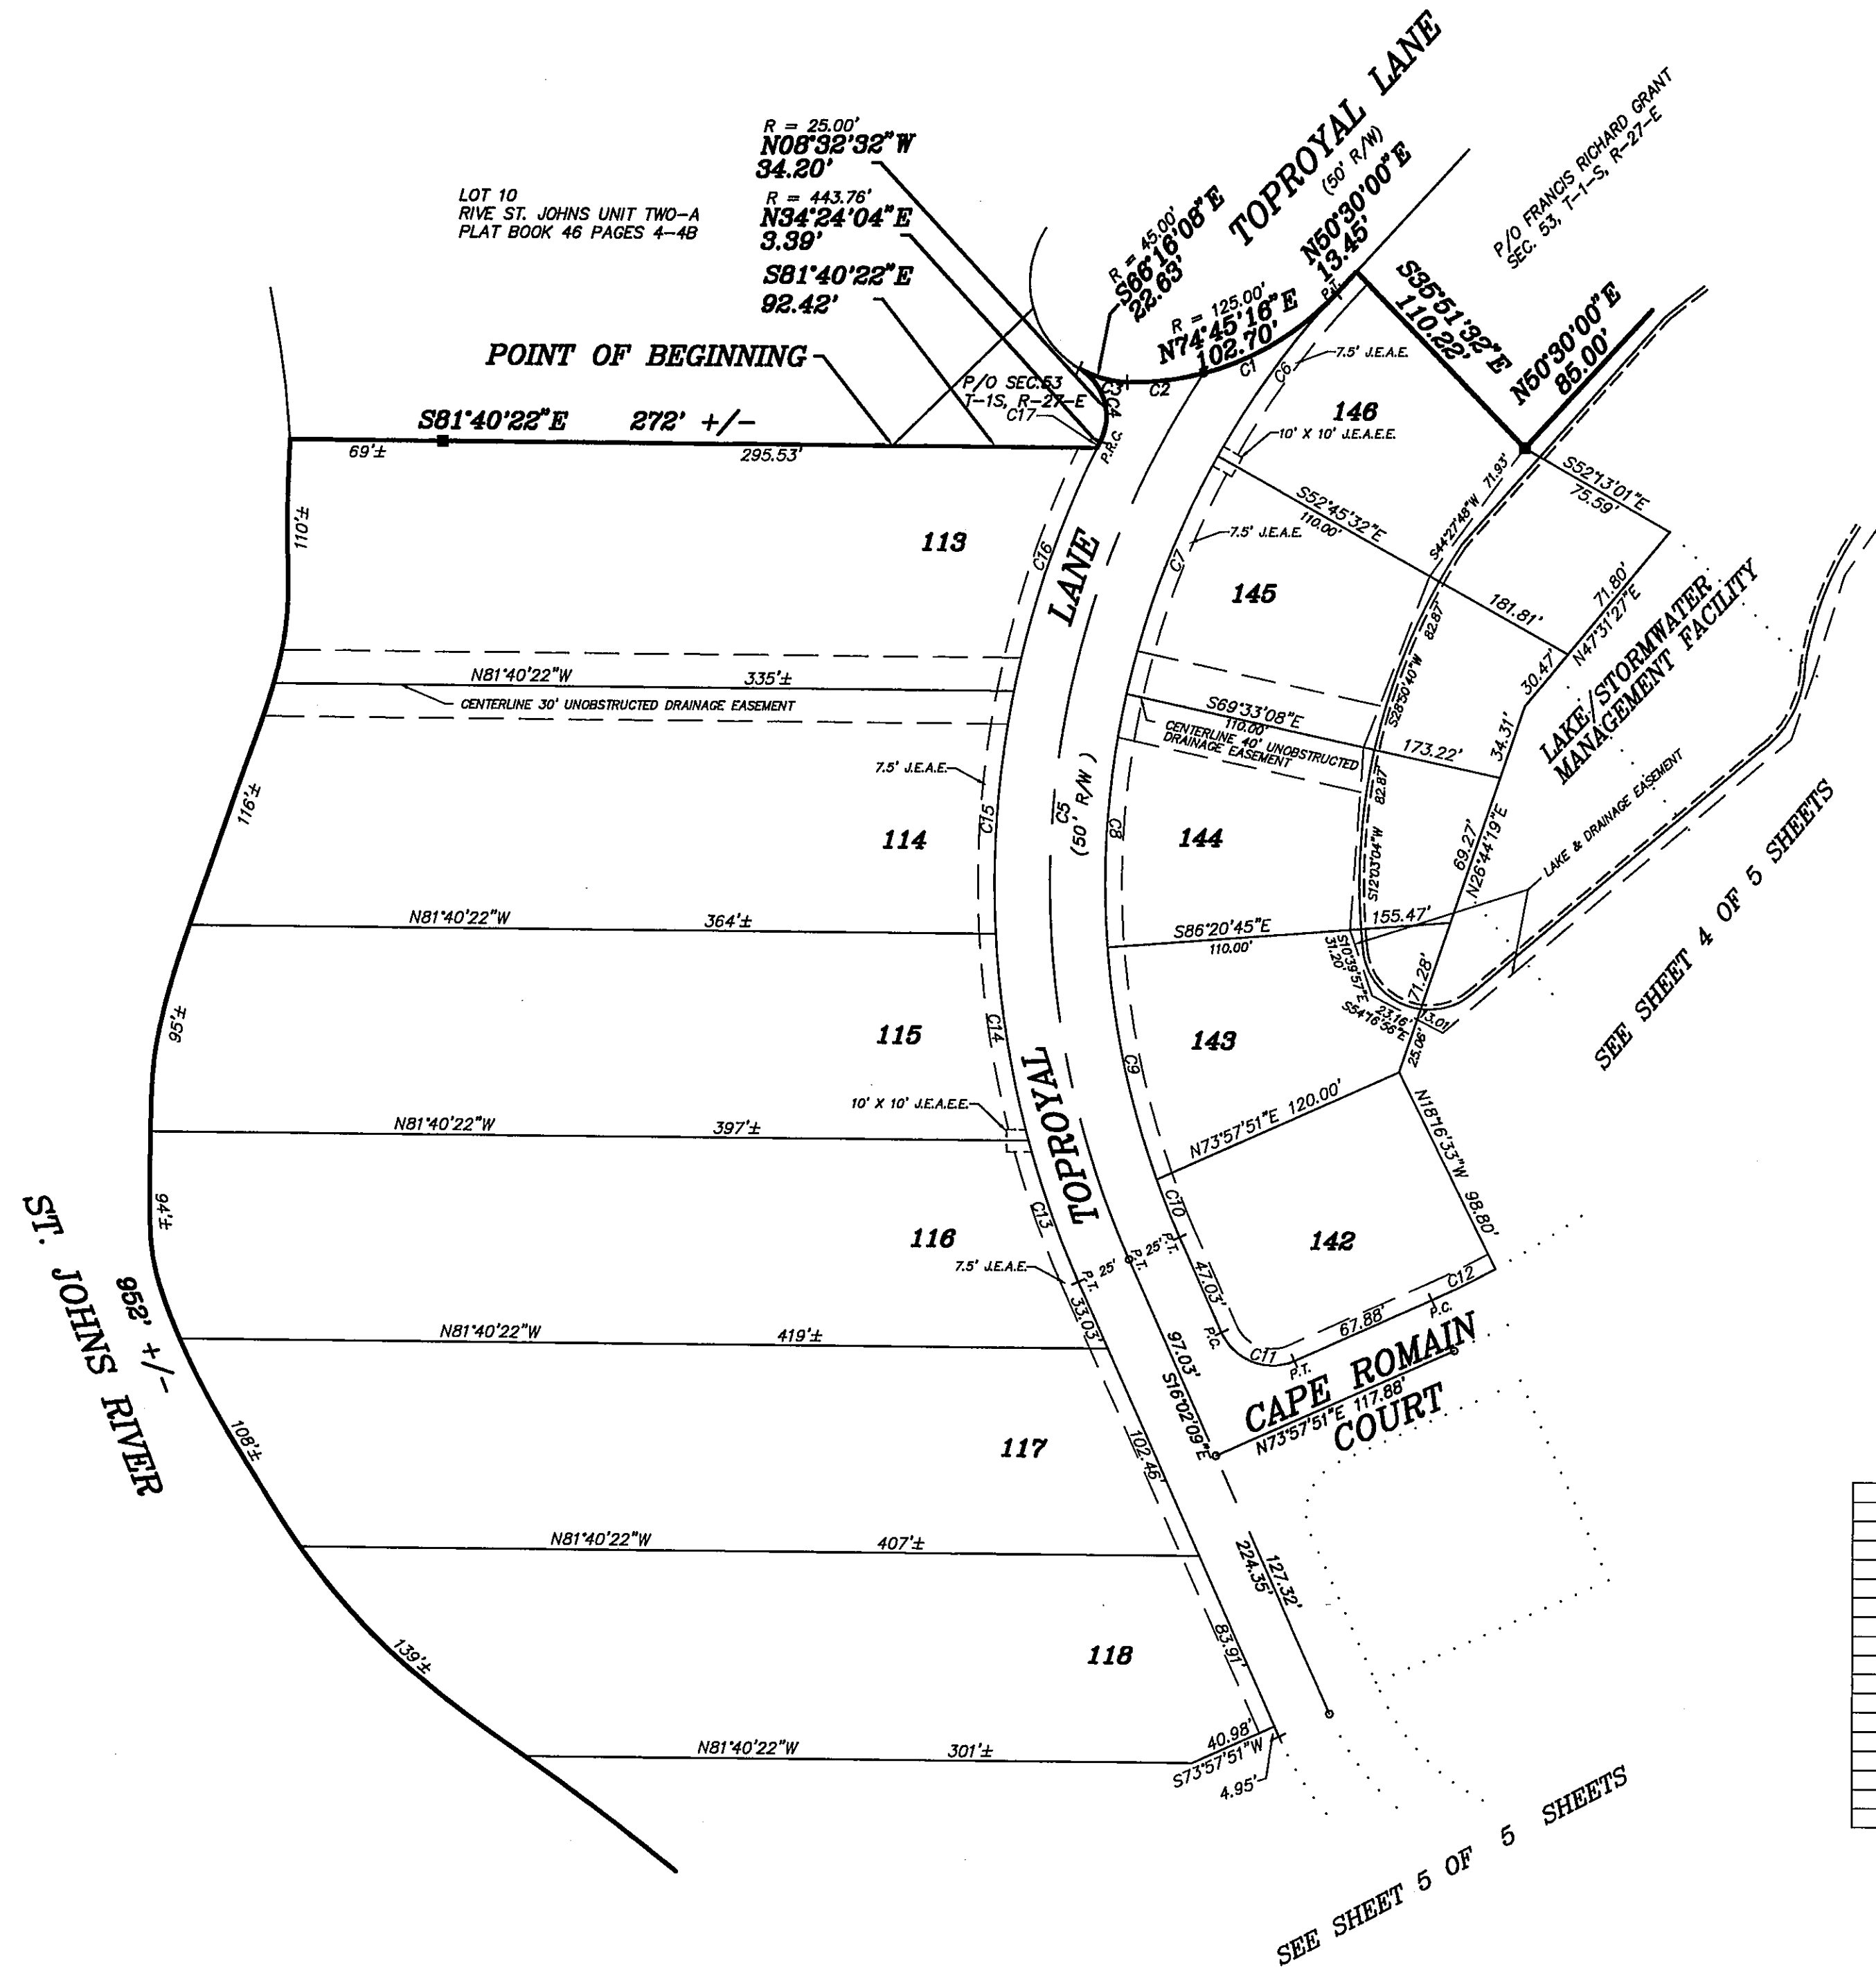 R = 25.00'
N08°32'32"W
34.20'
R = 443.76'
N34°24'04"E
3.39'
S81°40'22"E
92.42'
LOT 10
RIVE ST. JOHNS UNIT TWO-A
PLAT BOOK 46 PAGES 4-4B
POINT OF BEGINNING
TOPROYAL LANE
(50' R/W)
N50°30'00"E
13.45'
P.T.
R = 45.00'
S66°16'08"E
22.63'
R = 125.00'
N74°45'16"E
102.70'
P/O FRANCIS RICHARD GRANT
SEC. 53, T-1-S, R-27-E
S35°51'32"E
110.22'
N50°30'00"E
85.00'
P/O SEC.53
T-1S, R-27-E
C17
C3
C4
C2
C1
C6
P.R.C.
7.5' J.E.A.E.
146
10' X 10' J.E.A.E.E.
S81°40'22"E 272' +/-
69'±
295.53'
110'±
113
C16
LANE
C7
7.5' J.E.A.E.
145
S52°45'32"E
110.00'
181.81'
S44°27'48"W 71.93'
S52°13'01"E
75.59'
71.80'
N47°31'27"E
30.47'
LAKE/STORMWATER
MANAGEMENT FACILITY
N81°40'22"W 335'±
CENTERLINE 30' UNOBSTRUCTED DRAINAGE EASEMENT
S28°50'40"W 82.87'
S69°33'08"E
110.00'
173.22'
CENTERLINE 40' UNOBSTRUCTED
DRAINAGE EASEMENT
34.31'
69.27'
N26°44'19"E
82.87'
S12°03'04"W
LAKE & DRAINAGE EASEMENT
SEE SHEET 4 OF 5 SHEETS
116'±
7.5' J.E.A.E.
C15
C5
(50' R/W )
C8
114
144
N81°40'22"W 364'±
S86°20'45"E
110.00'
155.47'
S10°39'57"E
31.20'
71.28'
23.16'
S54°16'56"E
13.01'
25.06'
95'±
115
C14
C9
143
10' X 10' J.E.A.E.E.
TOPROYAL
N81°40'22"W 397'±
N73°57'51"E 120.00'
N18°16'33"W 98.80'
94'±
116
C13
C10
142
7.5' J.E.A.E.
P.T.
25'
P.T.
25'
P.T.
33.03'
47.03'
P.C.
C11
P.T.
67.88'
P.C.
C12
ST. JOHNS RIVER
952' +/-
N81°40'22"W 419'±
97.03'
S16°02'09"E
CAPE ROMAIN
N73°57'51"E 117.88'
COURT
108'±
117
102.46'
N81°40'22"W 407'±
127.32'
224.35'
139'±
118
83.91'
N81°40'22"W 301'±
40.98'
S73°57'51"W
4.95'
SEE SHEET 5 OF 5 SHEETS